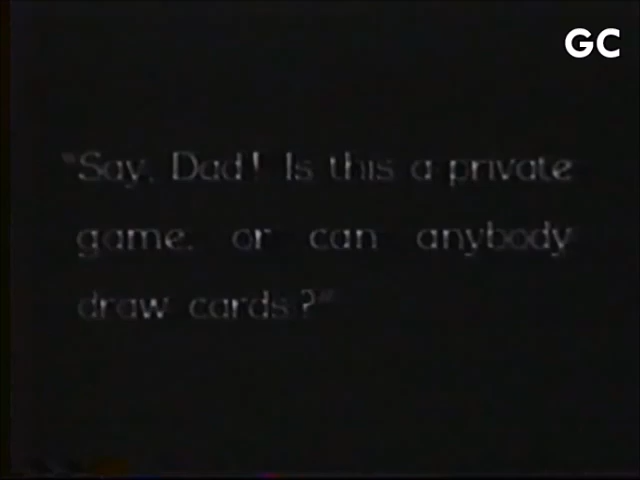 GC
"Say, Dad! Is this a private
game, or can anybody
draw cards?"